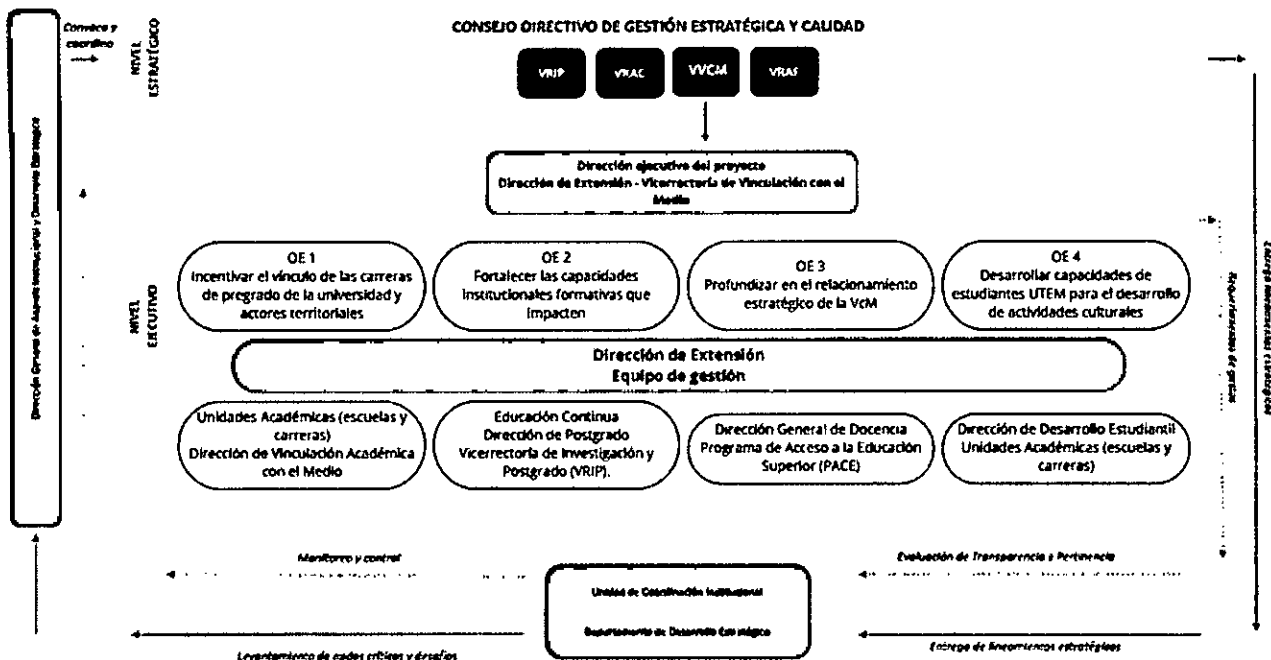 Convoca y
coordina
NIVEL
ESTRATÉGICO
CONSEJO DIRECTIVO DE GESTIÓN ESTRATÉGICA Y CALIDAD
VRIP
VRAC
VVCM
VRAF
Dirección ejecutivo del proyecto
Dirección de Extensión - Vicerrectoría de Vinculación con el
Medio
NIVEL
EJECUTIVO
OE 1
Incentivar el vínculo de las carreras
de pregrado de la universidad y
actores territoriales
OE 2
Fortalecer las capacidades
institucionales formativas que
impacten
OE 3
Profundizar en el relacionamiento
estratégico de la VcM
OE 4
Desarrollar capacidades de
estudiantes UTEM para el desarrollo
de actividades culturales
Dirección de Extensión
Equipo de gestión
Unidades Académicas (escuelas y
carreras)
Dirección de Vinculación Académica
con el Medio
Educación Continua
Dirección de Postgrado
Vicerrectoría de Investigación y
Postgrado (VRIP).
Dirección General de Docencia
Programa de Acceso a la Educación
Superior (PACE)
Dirección de Desarrollo Estudiantil
Unidades Académicas (escuelas y
carreras)
Monitoreo y control
Evaluación de Transparencia e Pertinencia
Unidad de Coordinación Institucional
Departamento de Desarrollo Estratégico
Levantamiento de nudos críticos y desafíos
Entrega de lineamientos estratégicos